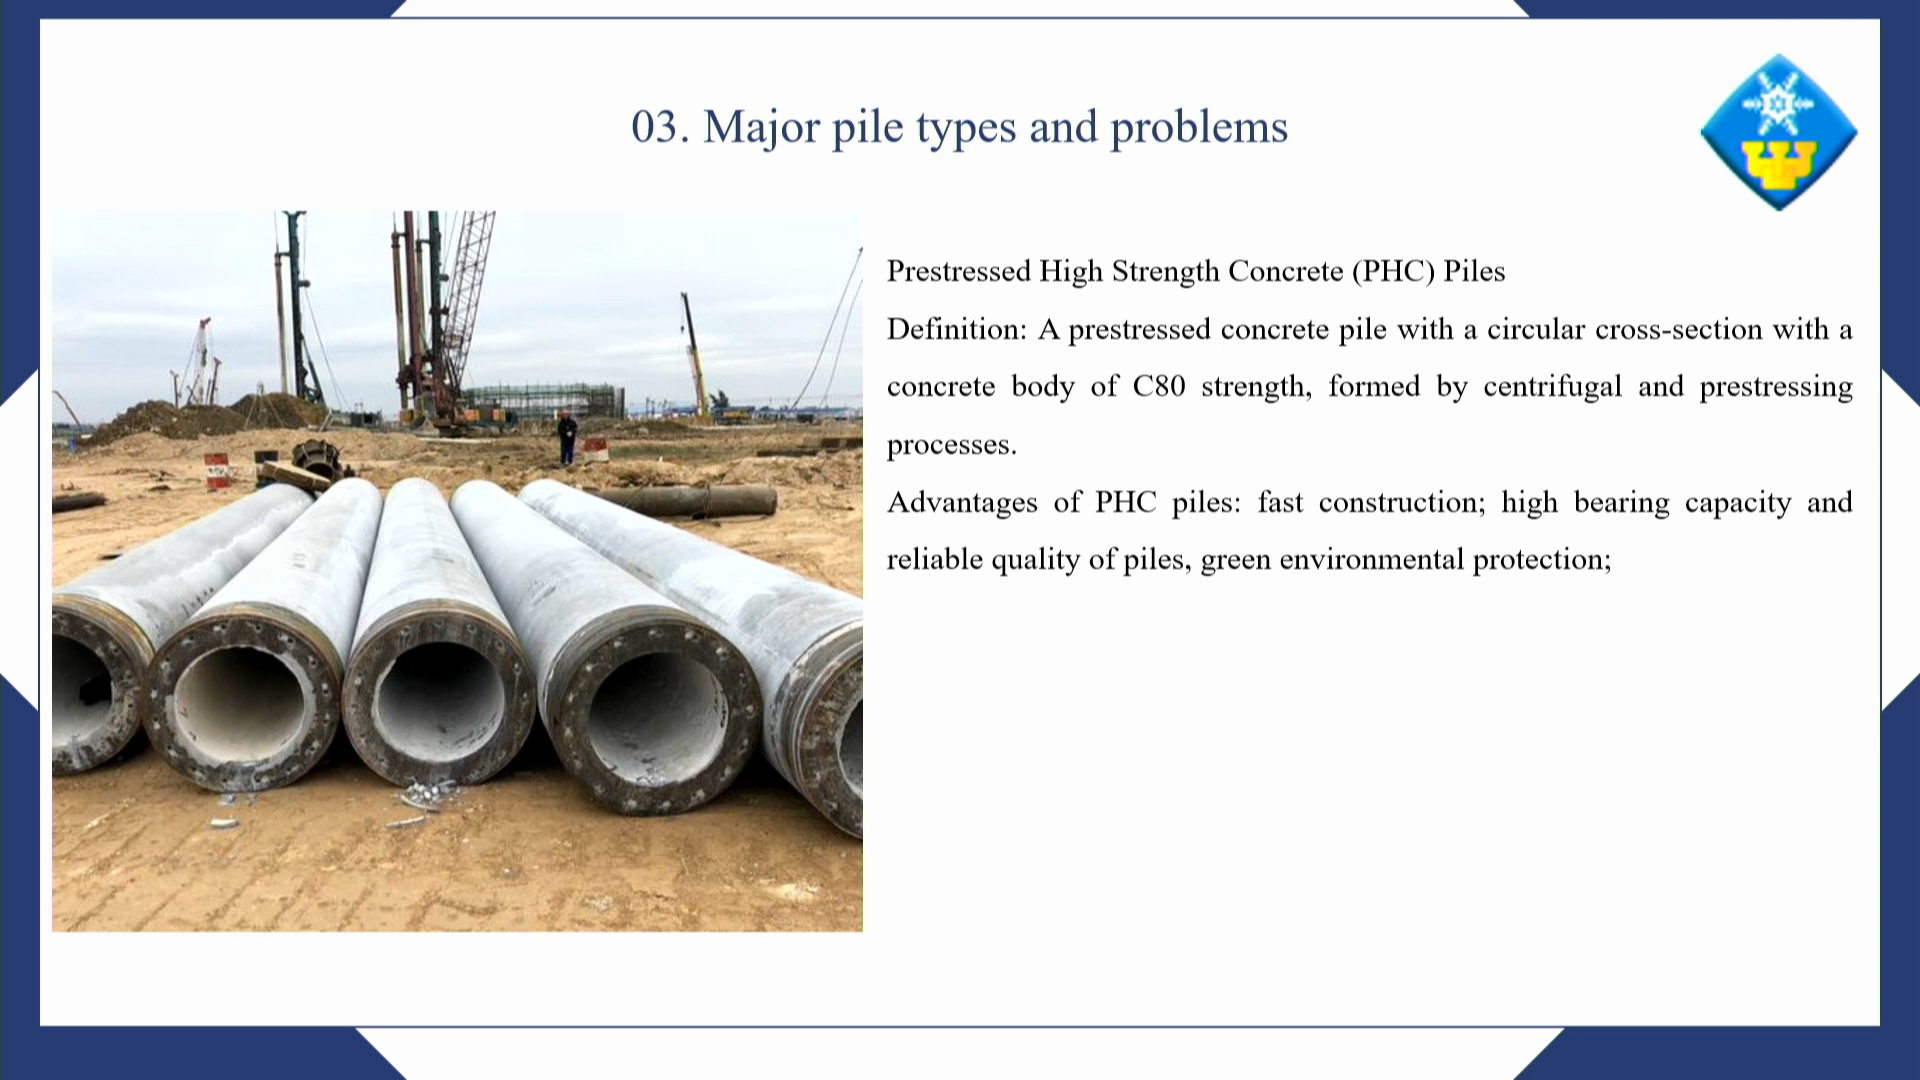 03. Major pile types and problems
Prestressed High Strength Concrete (PHC) Piles
Definition: A prestressed concrete pile with a circular cross-section with a
concrete body of C80 strength, formed by centrifugal and prestressing
processes.
Advantages of PHC piles: fast construction; high bearing capacity and
reliable quality of piles, green environmental protection;